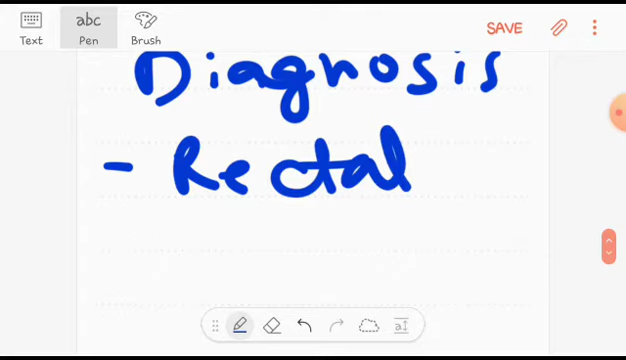 Text
abc
Pen
Brush
SAVE
Diagnosis
- Rectal